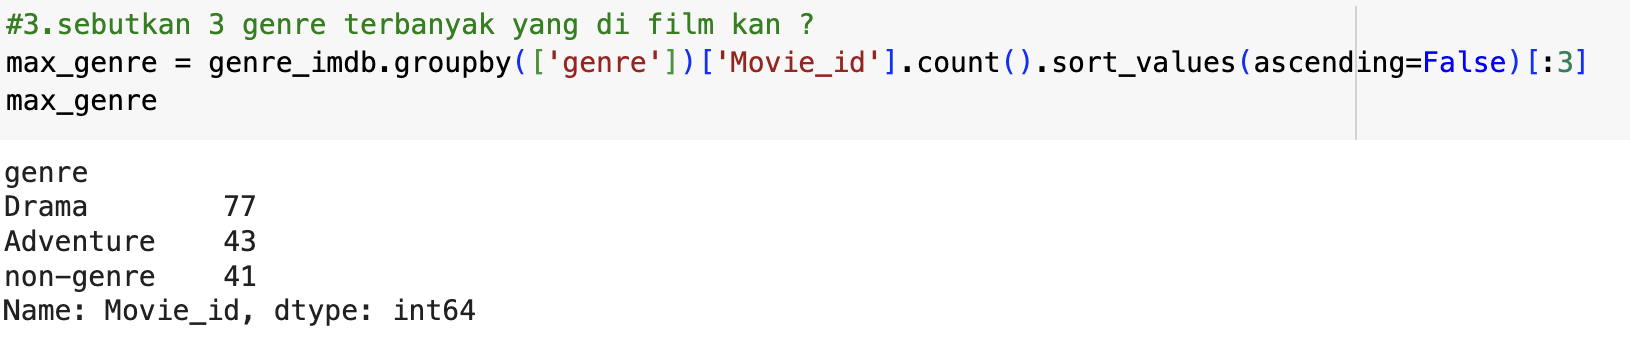 #3.sebutkan 3 genre terbanyak yang di film kan ?
max_genre = genre_imdb.groupby(['genre'])['Movie_id'].count().sort_values(ascending=False)[:3]
max_genre
genre
Drama        77
Adventure    43
non-genre    41
Name: Movie_id, dtype: int64